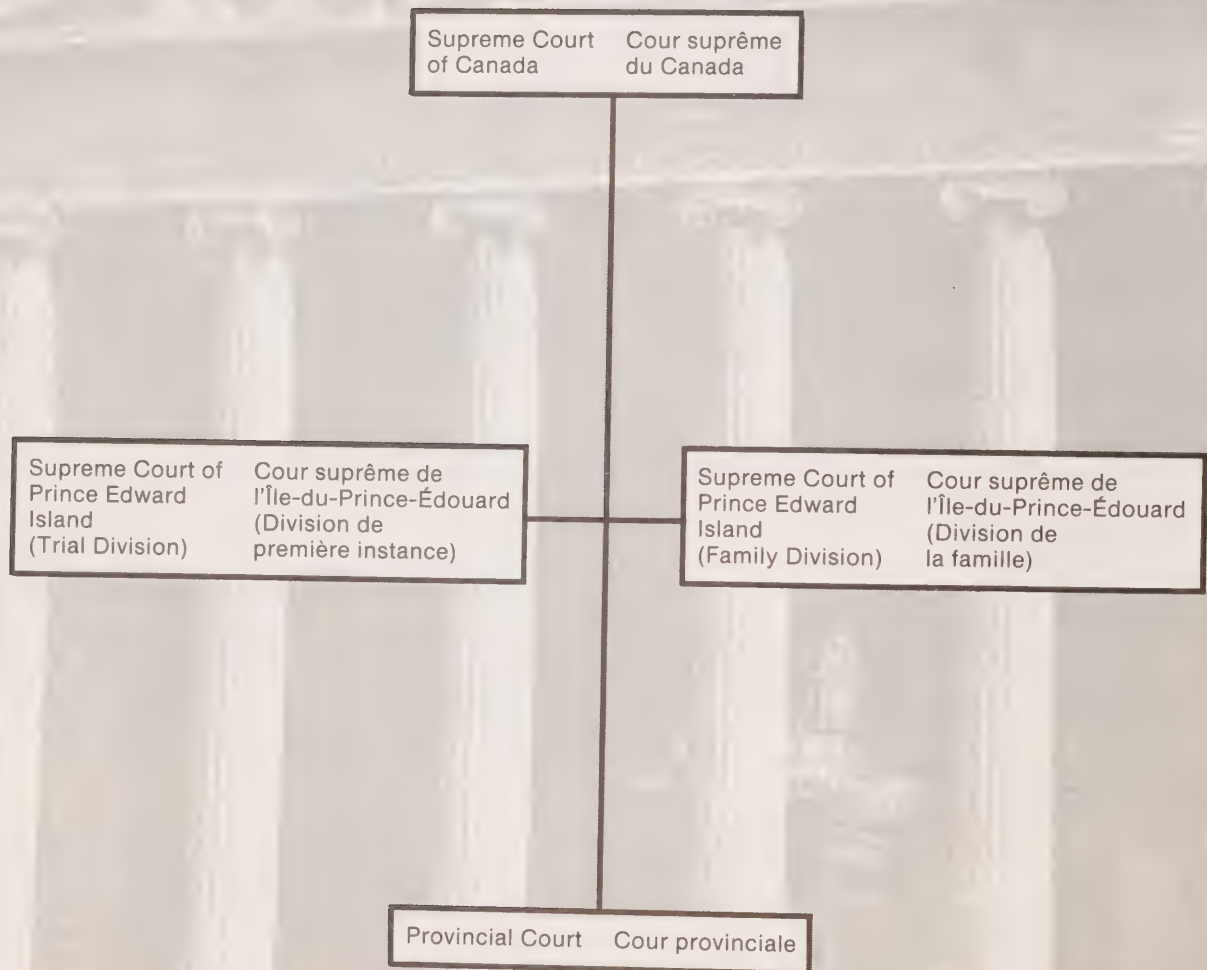 Supreme Court
of Canada
Cour suprême
du Canada
Supreme Court of
Prince Edward
Island
(Trial Division)
Cour suprême de
l'Île-du-Prince-Édouard
(Division de
première instance)
Supreme Court of
Prince Edward
Island
(Family Division)
Cour suprême de
l'Île-du-Prince-Édouard
(Division de
la famille)
Provincial Court
Cour provinciale